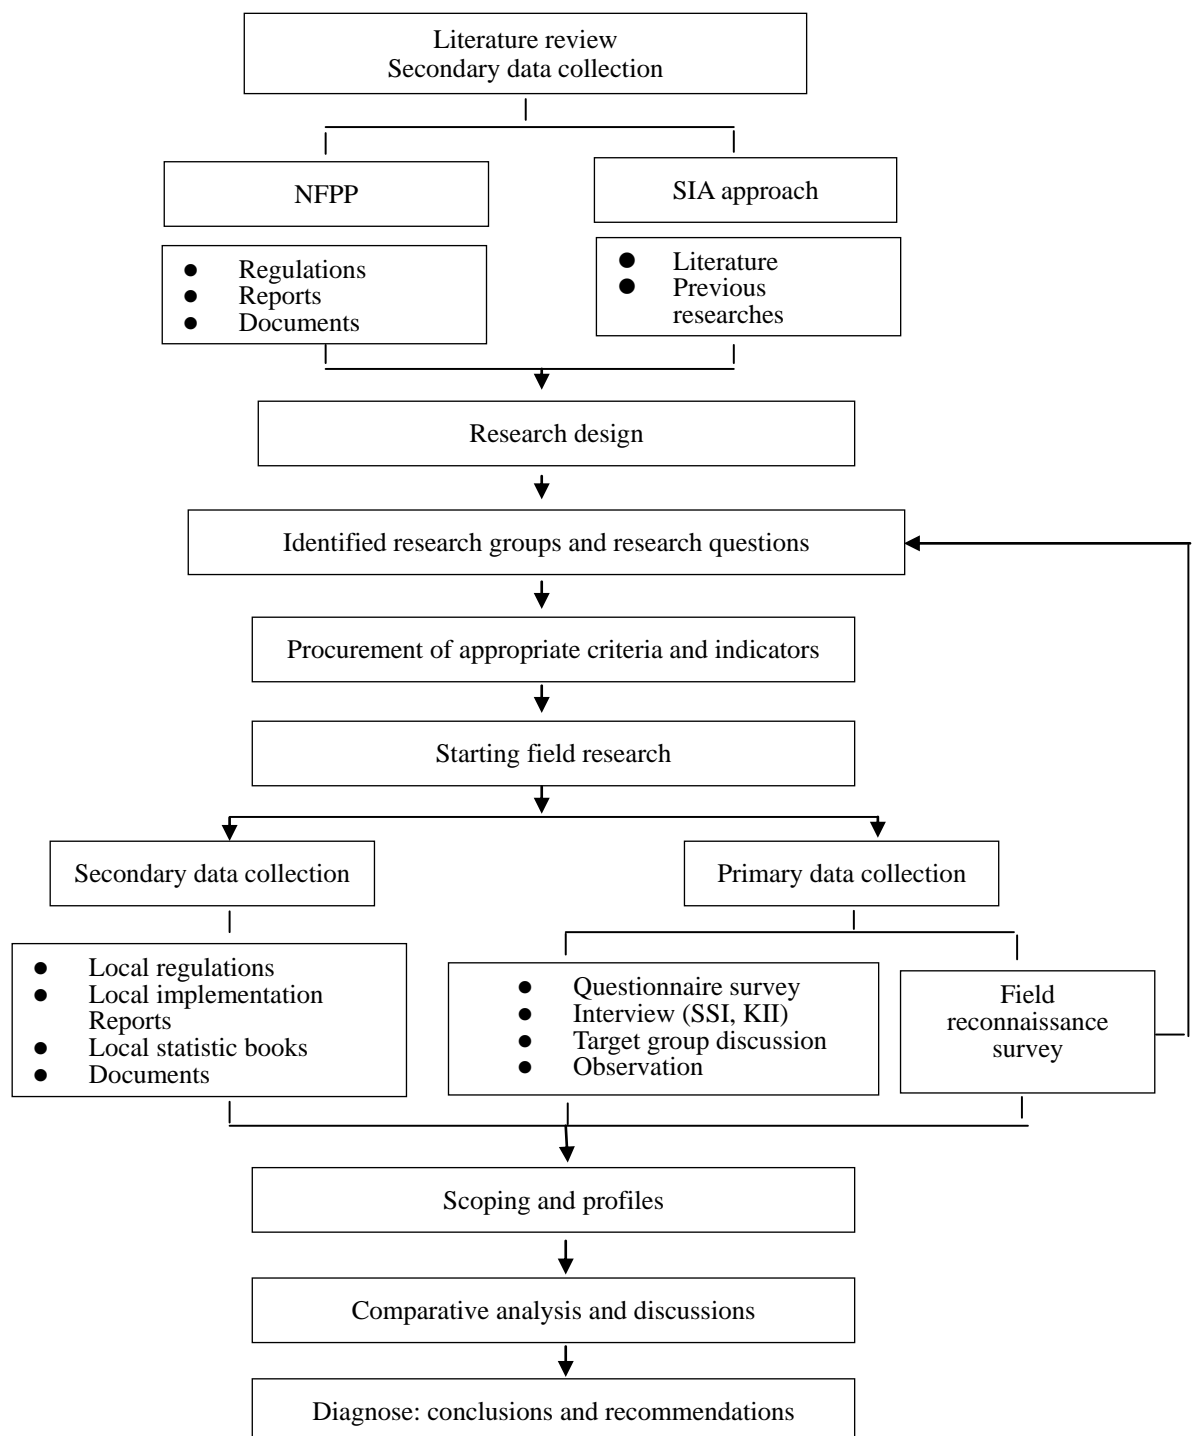 Literature review
Secondary data collection
NFPP
SIA approach
● Regulations
● Reports
● Documents
● Literature
● Previous
researches
Research design
Identified research groups and research questions
Procurement of appropriate criteria and indicators
Starting field research
Secondary data collection
Primary data collection
● Local regulations
● Local implementation
Reports
● Local statistic books
● Documents
● Questionnaire survey
● Interview (SSI, KII)
● Target group discussion
● Observation
Field
reconnaissance
survey
Scoping and profiles
Comparative analysis and discussions
Diagnose: conclusions and recommendations